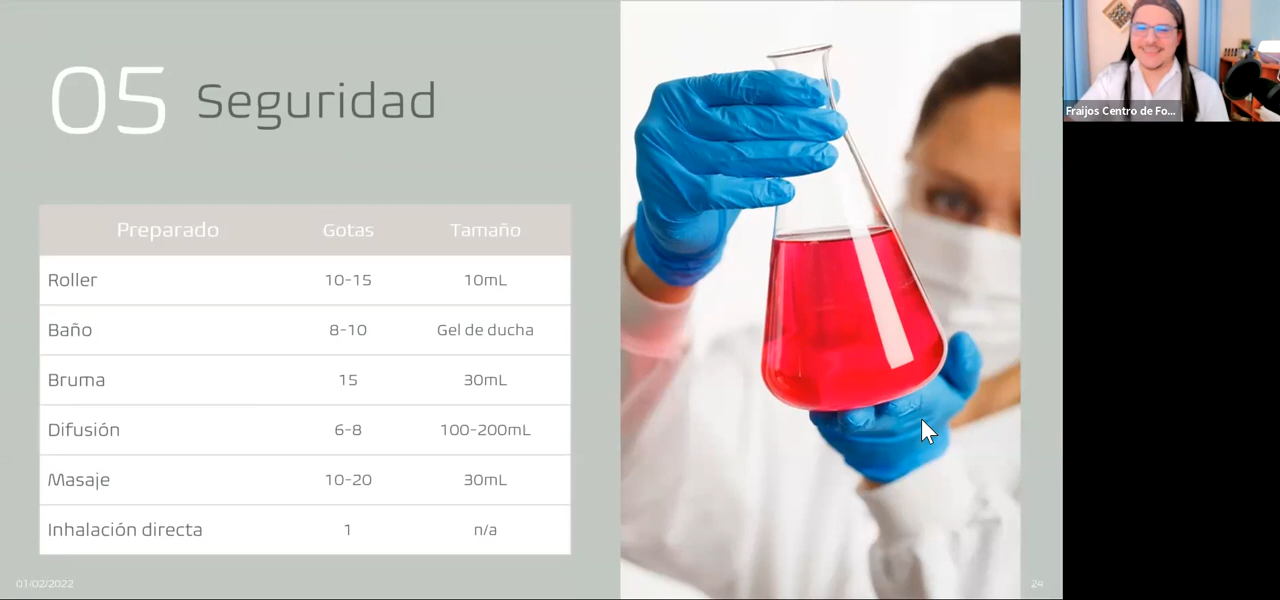 05 Seguridad
Preparado Gotas Tamaño
Roller 10-15 10mL
Baño 8-10 Gel de ducha
Bruma 15 30mL
Difusión 6-8 100-200mL
Masaje 10-20 30mL
Inhalación directa 1 n/a
01/02/2022
24
Fraijos Centro de Fo...